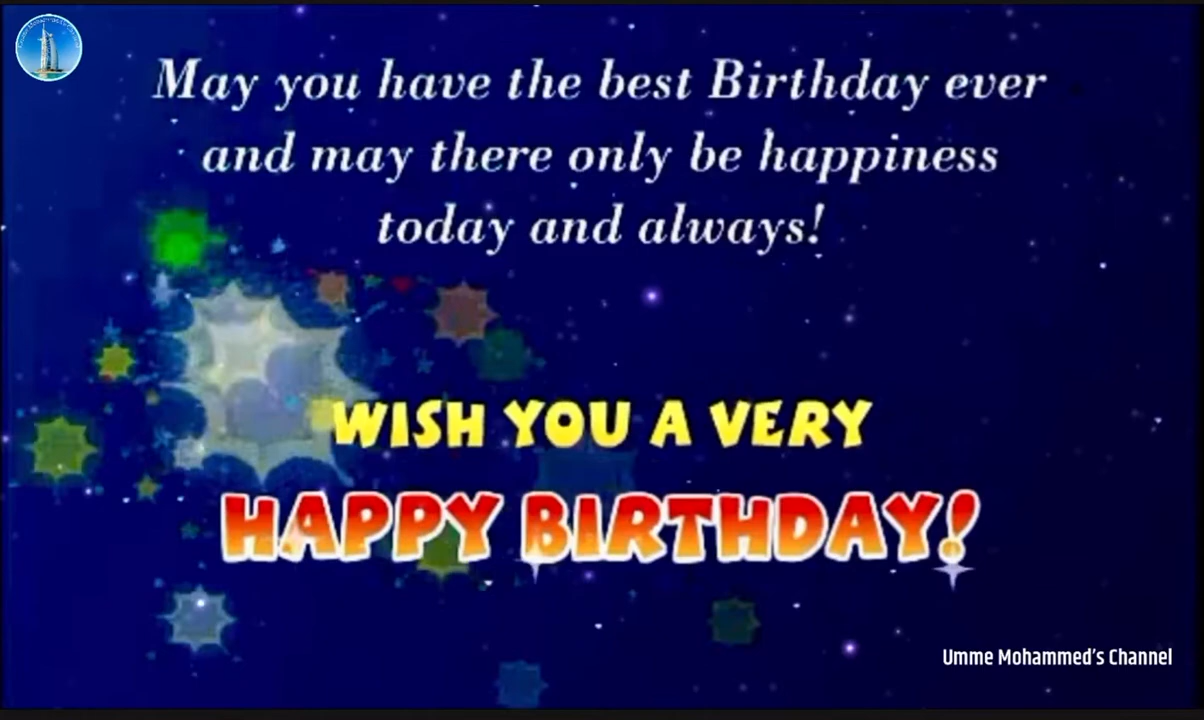 May you have the best Birthday ever
and may there only be happiness
today and always!
WISH YOU A VERY
HAPPY BIRTHDAY!
Umme Mohammed's Channel